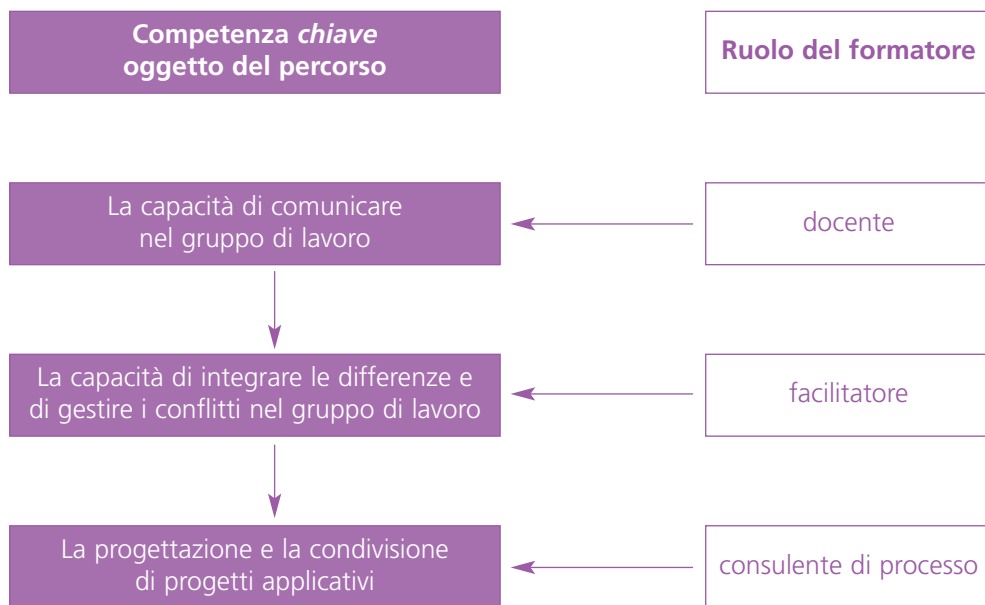 Competenza chiave
oggetto del percorso
Ruolo del formatore
La capacità di comunicare
nel gruppo di lavoro
docente
La capacità di integrare le differenze e
di gestire i conflitti nel gruppo di lavoro
facilitatore
La progettazione e la condivisione
di progetti applicativi
consulente di processo